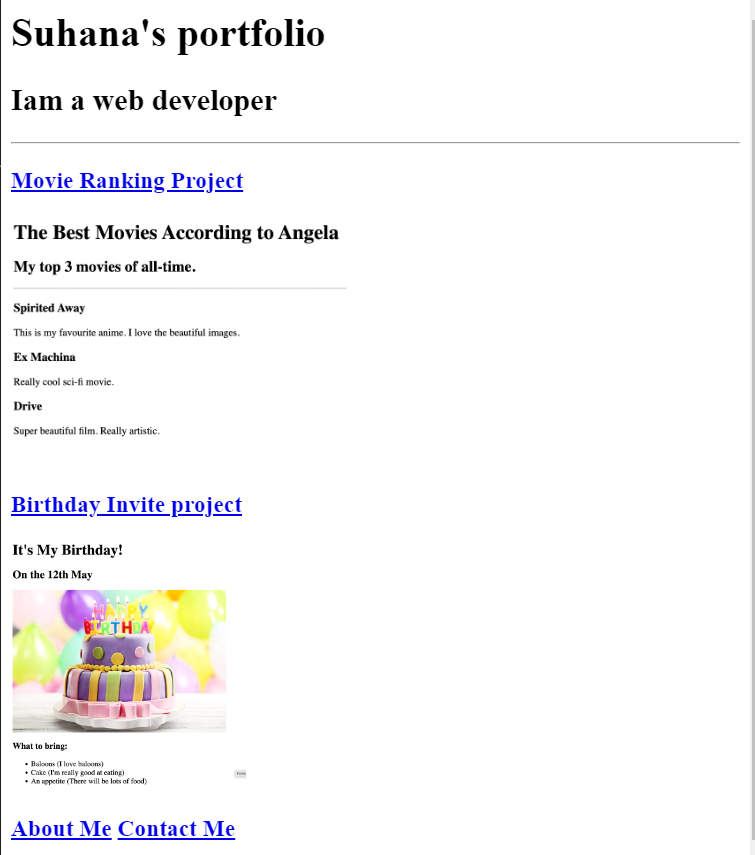 Suhana's portfolio
Iam a web developer
Movie Ranking Project
The Best Movies According to Angela
My top 3 movies of all-time.
Spirited Away
This is my favourite anime. I love the beautiful images.
Ex Machina
Really cool sci-fi movie.
Drive
Super beautiful film. Really artistic.
Birthday Invite project
It's My Birthday!
On the 12th May
HAPPY
BIRTHDAY
What to bring:
• Baloons (I love baloons)
• Cake (I'm really good at eating)
• An appetite (There will be lots of food)
About Me Contact Me